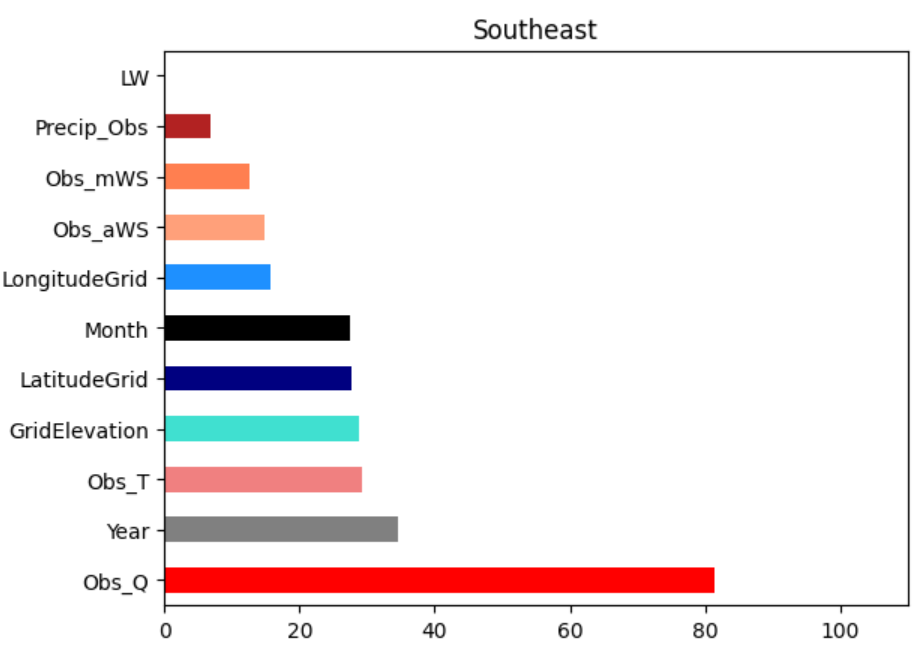 Southeast
LW
Precip_Obs
Obs_mWS
Obs_aWS
LongitudeGrid
Month
LatitudeGrid
GridElevation
Obs_T
Year
Obs_Q
0 20 40 60 80 100